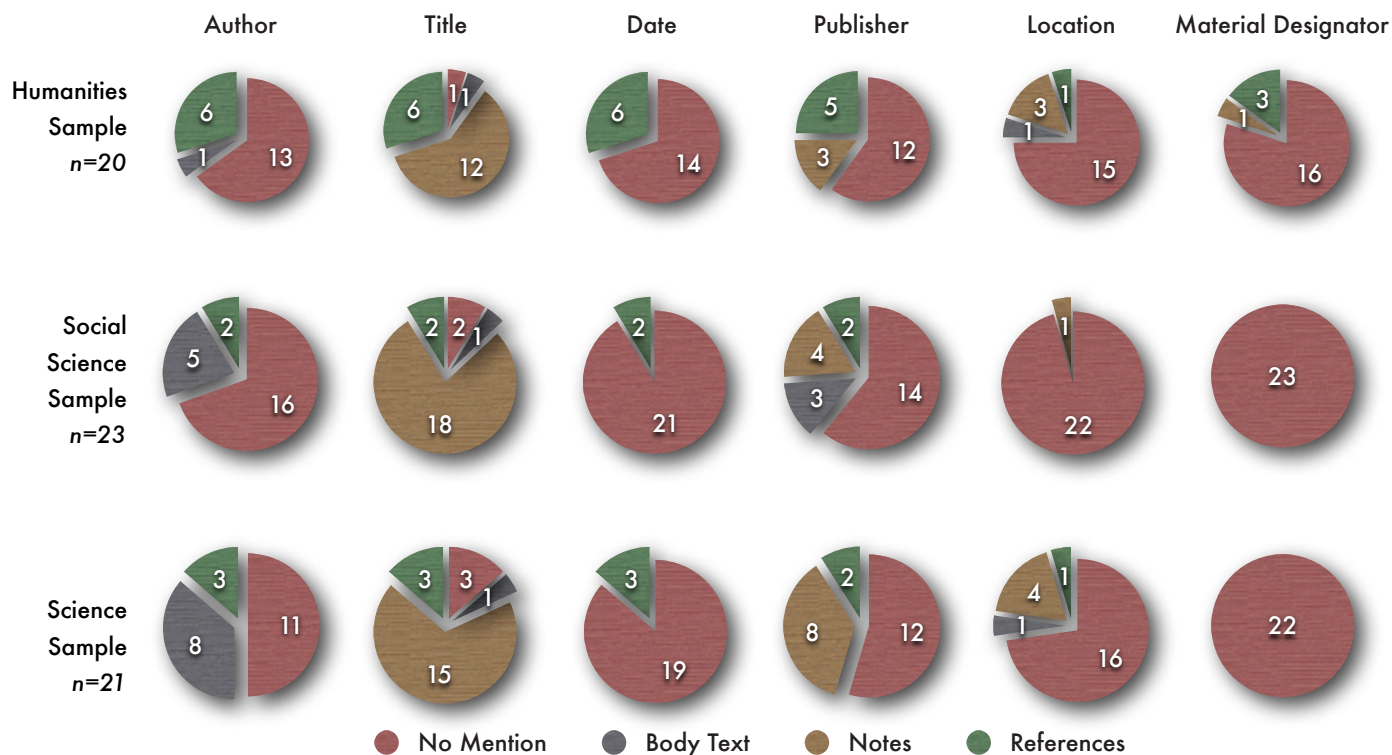 Author Title Date Publisher Location Material Designator
Humanities
Sample
n=20
6 1 13
6 1 1 12
6 14
5 3 12
3 1 1 15
3 1 16
Social
Science
Sample
n=23
2 5 16
2 2 1 18
2 21
2 4 3 14
1 22
23
Science
Sample
n=21
3 8 11
3 3 1 15
3 19
2 8 12
1 4 1 16
22
No Mention Body Text Notes References